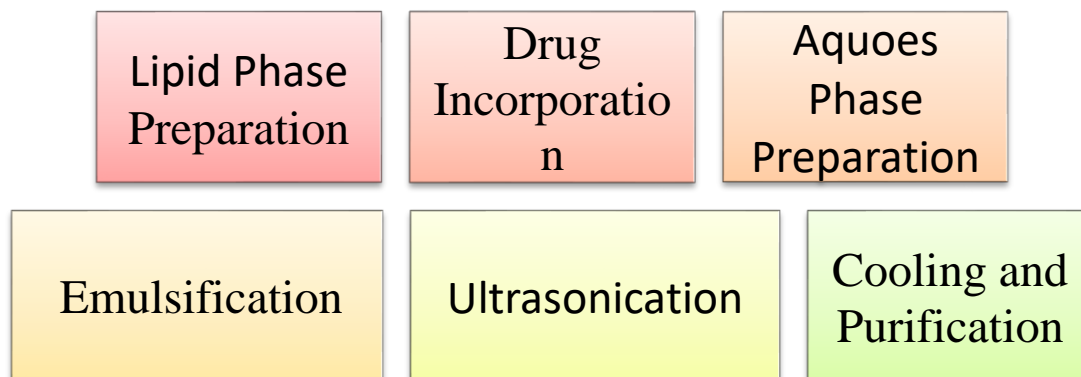 Lipid Phase
Preparation
Drug
Incorporatio
n
Aquoes
Phase
Preparation
Emulsification
Ultrasonication
Cooling and
Purification